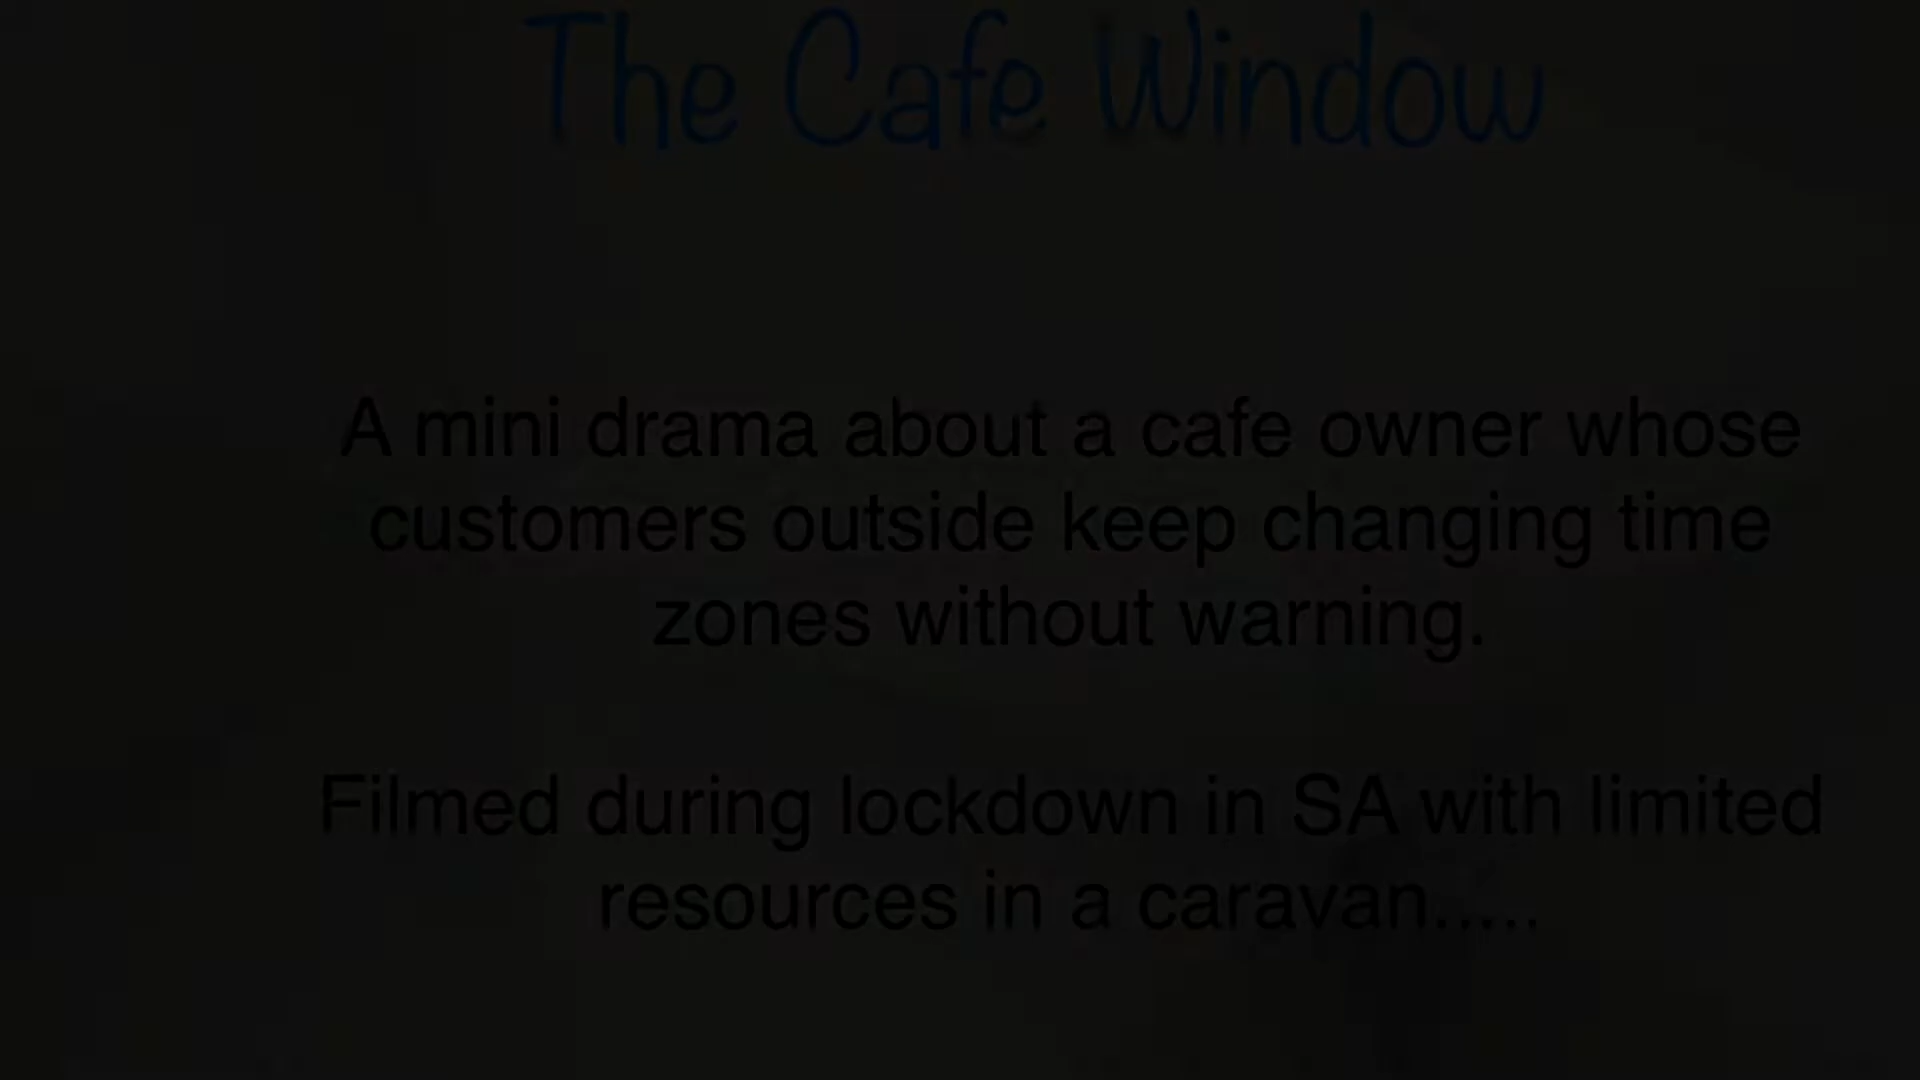 The Cafe Window
A mini drama about a cafe owner whose
customers outside keep changing time
zones without warning.
Filmed during lockdown in SA with limited
resources in a caravan.....